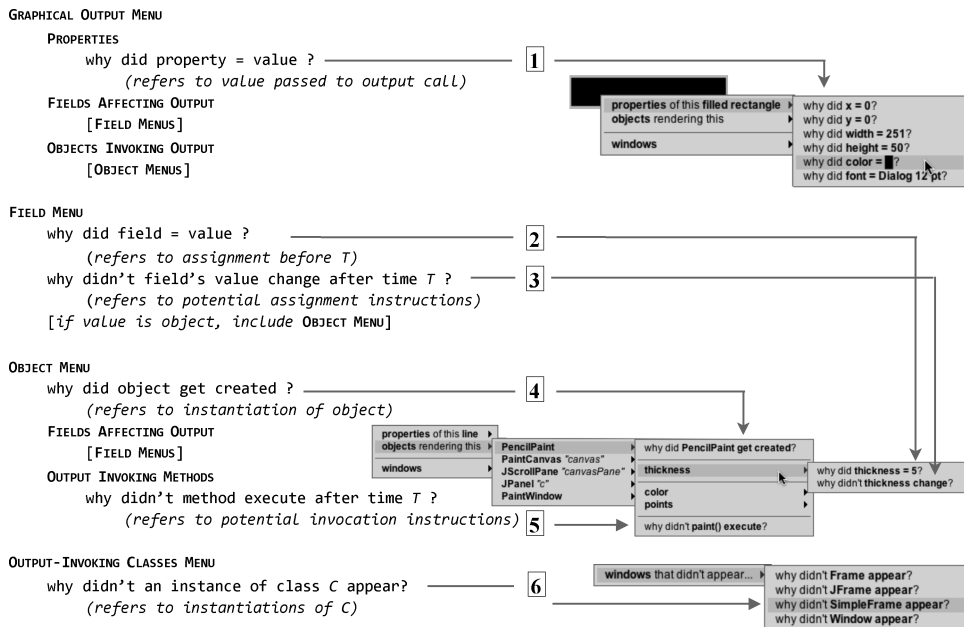 GRAPHICAL OUTPUT MENU
PROPERTIES
why did property = value ?
(refers to value passed to output call)
FIELDS AFFECTING OUTPUT
[FIELD MENUS]
OBJECTS INVOKING OUTPUT
[OBJECT MENUS]
1
properties of this filled rectangle
objects rendering this
windows
why did x = 0?
why did y = 0?
why did width = 251?
why did height = 50?
why did color = ?
why did font = Dialog 12 pt?
FIELD MENU
why did field = value ?
(refers to assignment before T)
2
why didn't field's value change after time T ?
(refers to potential assignment instructions)
3
[if value is object, include OBJECT MENU]
OBJECT MENU
why did object get created ?
(refers to instantiation of object)
4
FIELDS AFFECTING OUTPUT
[FIELD MENUS]
OUTPUT INVOKING METHODS
why didn't method execute after time T ?
(refers to potential invocation instructions)
5
properties of this line
objects rendering this
windows
PencilPaint
PaintCanvas "canvas"
JScrollPane "canvasPane"
JPanel "c"
PaintWindow
why did PencilPaint get created?
thickness
color
points
why didn't paint() execute?
why did thickness = 5?
why didn't thickness change?
OUTPUT-INVOKING CLASSES MENU
why didn't an instance of class C appear?
(refers to instantiations of C)
6
windows that didn't appear...
why didn't Frame appear?
why didn't JFrame appear?
why didn't SimpleFrame appear?
why didn't Window appear?